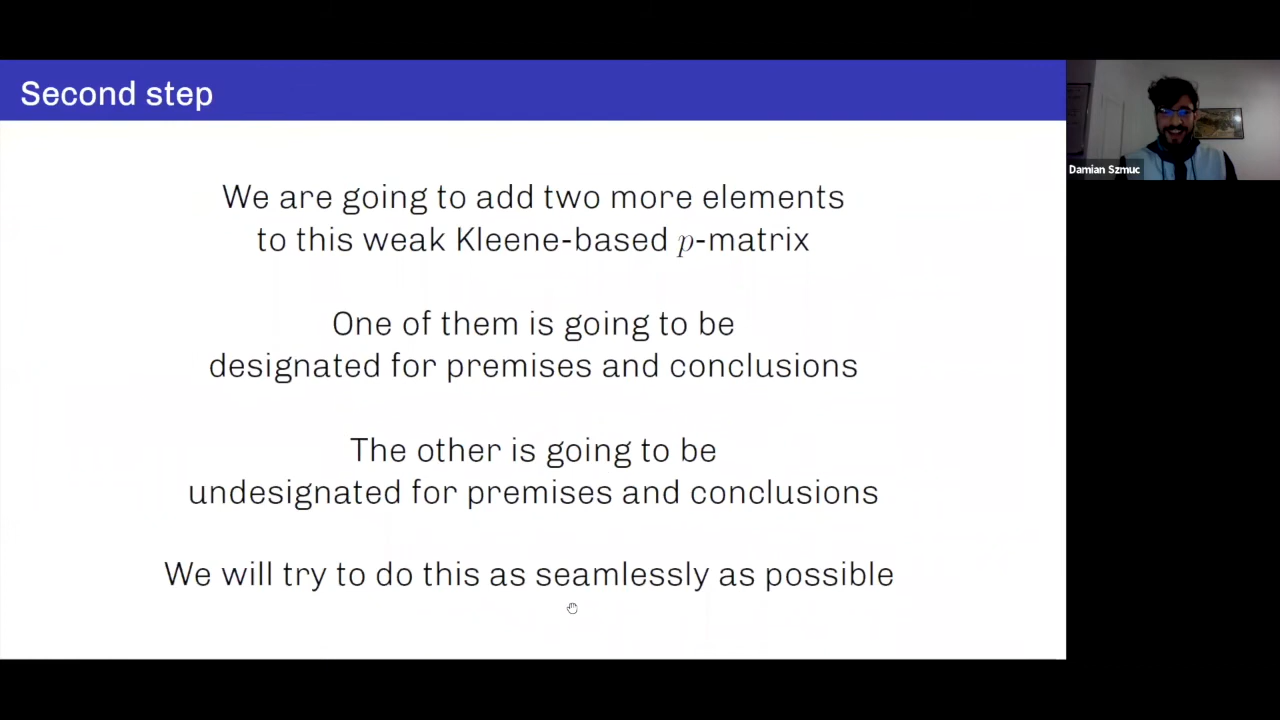 Second step
We are going to add two more elements
to this weak Kleene-based p-matrix
One of them is going to be
designated for premises and conclusions
The other is going to be
undesignated for premises and conclusions
We will try to do this as seamlessly as possible
Damian Szmuc